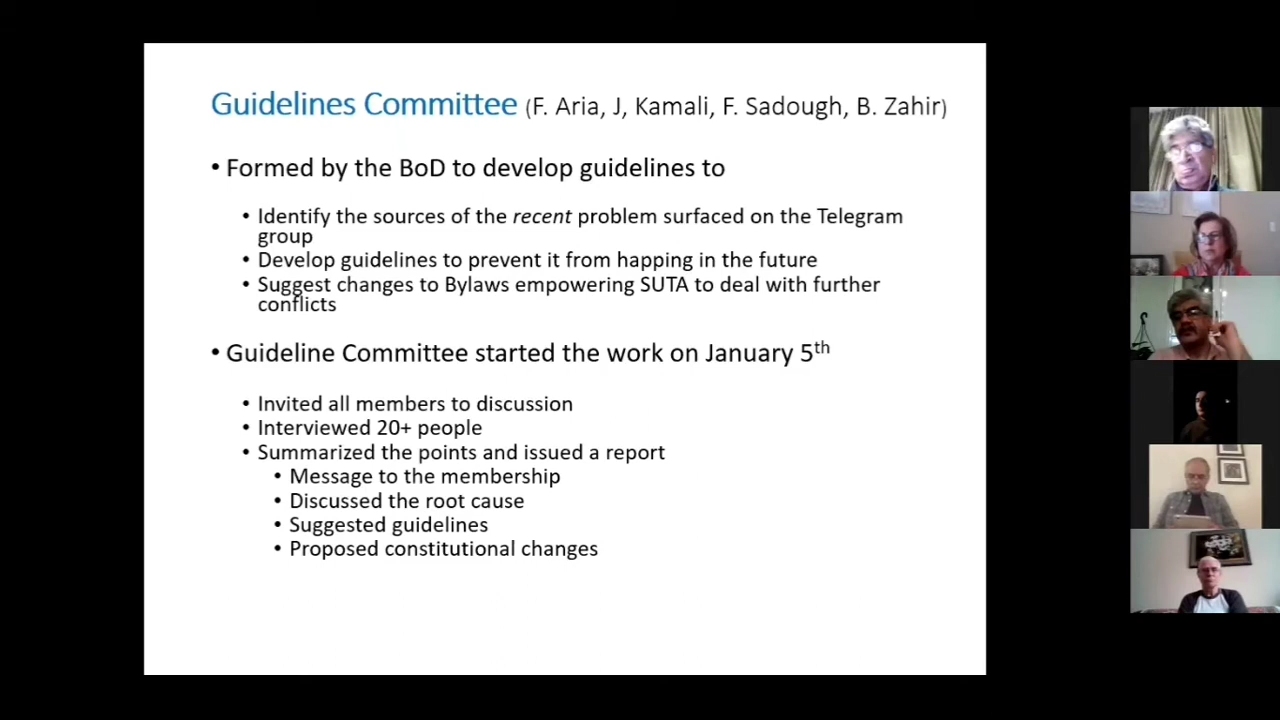 Guidelines Committee (F. Aria, J, Kamali, F. Sadough, B. Zahir)
• Formed by the BoD to develop guidelines to
• Identify the sources of the recent problem surfaced on the Telegram
group
• Develop guidelines to prevent it from happing in the future
• Suggest changes to Bylaws empowering SUTA to deal with further
conflicts
• Guideline Committee started the work on January 5th
• Invited all members to discussion
• Interviewed 20+ people
• Summarized the points and issued a report
• Message to the membership
• Discussed the root cause
• Suggested guidelines
• Proposed constitutional changes